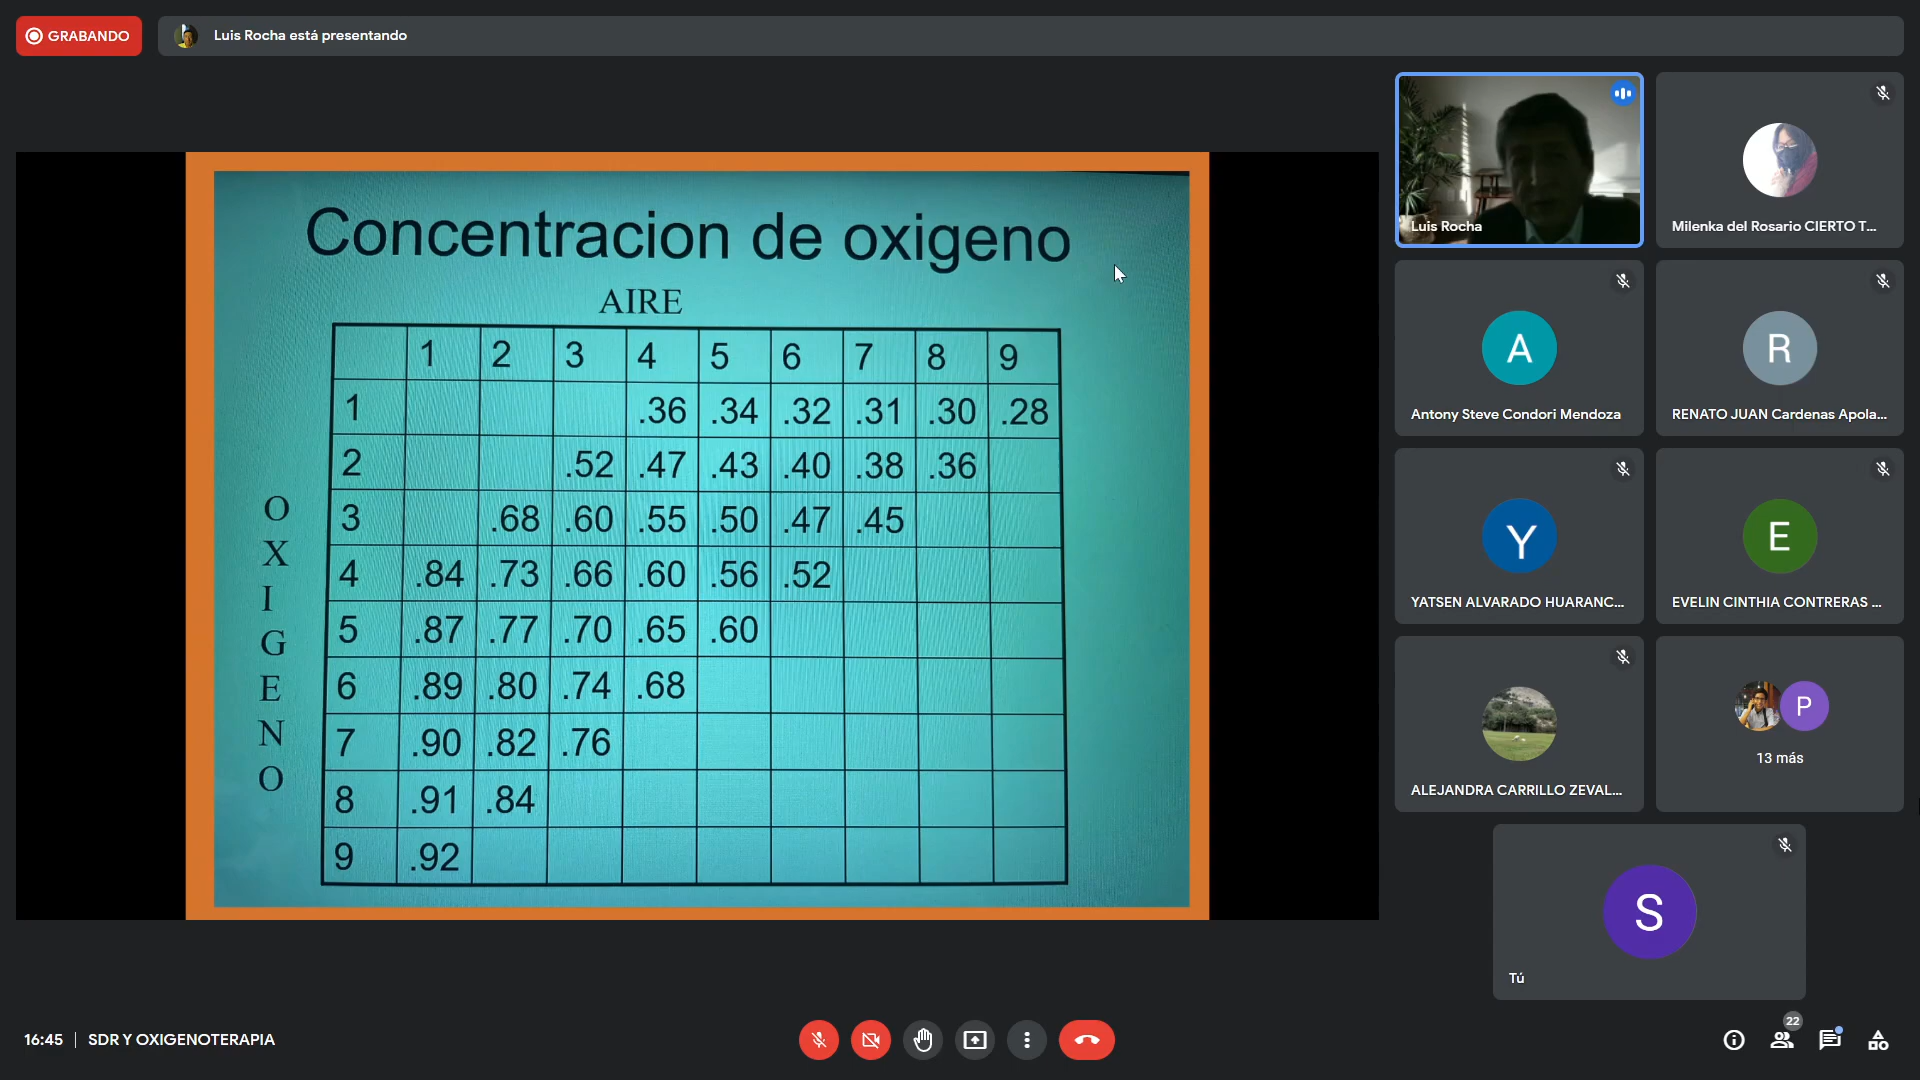 GRABANDO
Luis Rocha está presentando
Concentracion de oxigeno
AIRE
OXIGENO
1 2 3 4 5 6 7 8 9
1 .36 .34 .32 .31 .30 .28
2 .52 .47 .43 .40 .38 .36
3 .68 .60 .55 .50 .47 .45
4 .84 .73 .66 .60 .56 .52
5 .87 .77 .70 .65 .60
6 .89 .80 .74 .68
7 .90 .82 .76
8 .91 .84
9 .92
Luis Rocha
Milenka del Rosario CIERTO T...
A
Antony Steve Condori Mendoza
R
RENATO JUAN Cardenas Apola...
Y
YATSEN ALVARADO HUARANC...
E
EVELIN CINTHIA CONTRERAS ...
ALEJANDRA CARRILLO ZEVAL...
P
13 más
S
Tú
16:45 | SDR Y OXIGENOTERAPIA
22